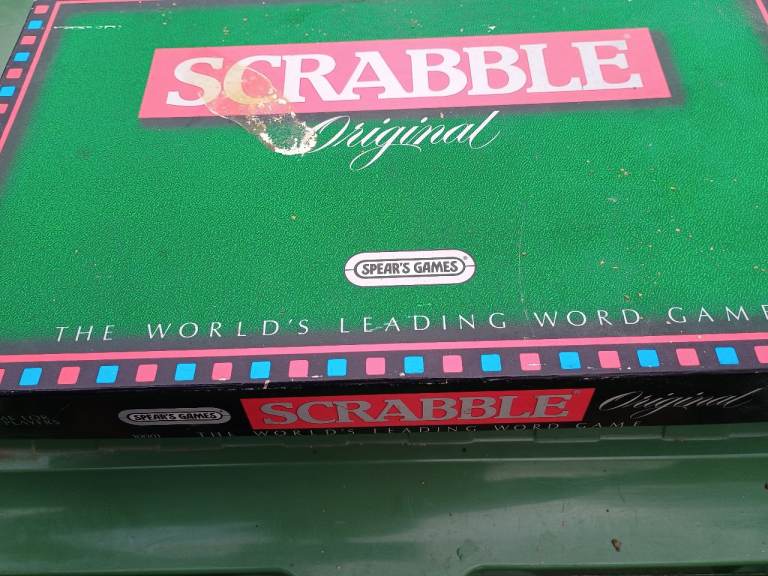 SCRABBLE
Original
SPEAR'S GAMES
THE WORLD'S LEADING WORD GAME
SPEAR'S GAMES SCRABBLE Original
THE WORLD'S LEADING WORD GAME